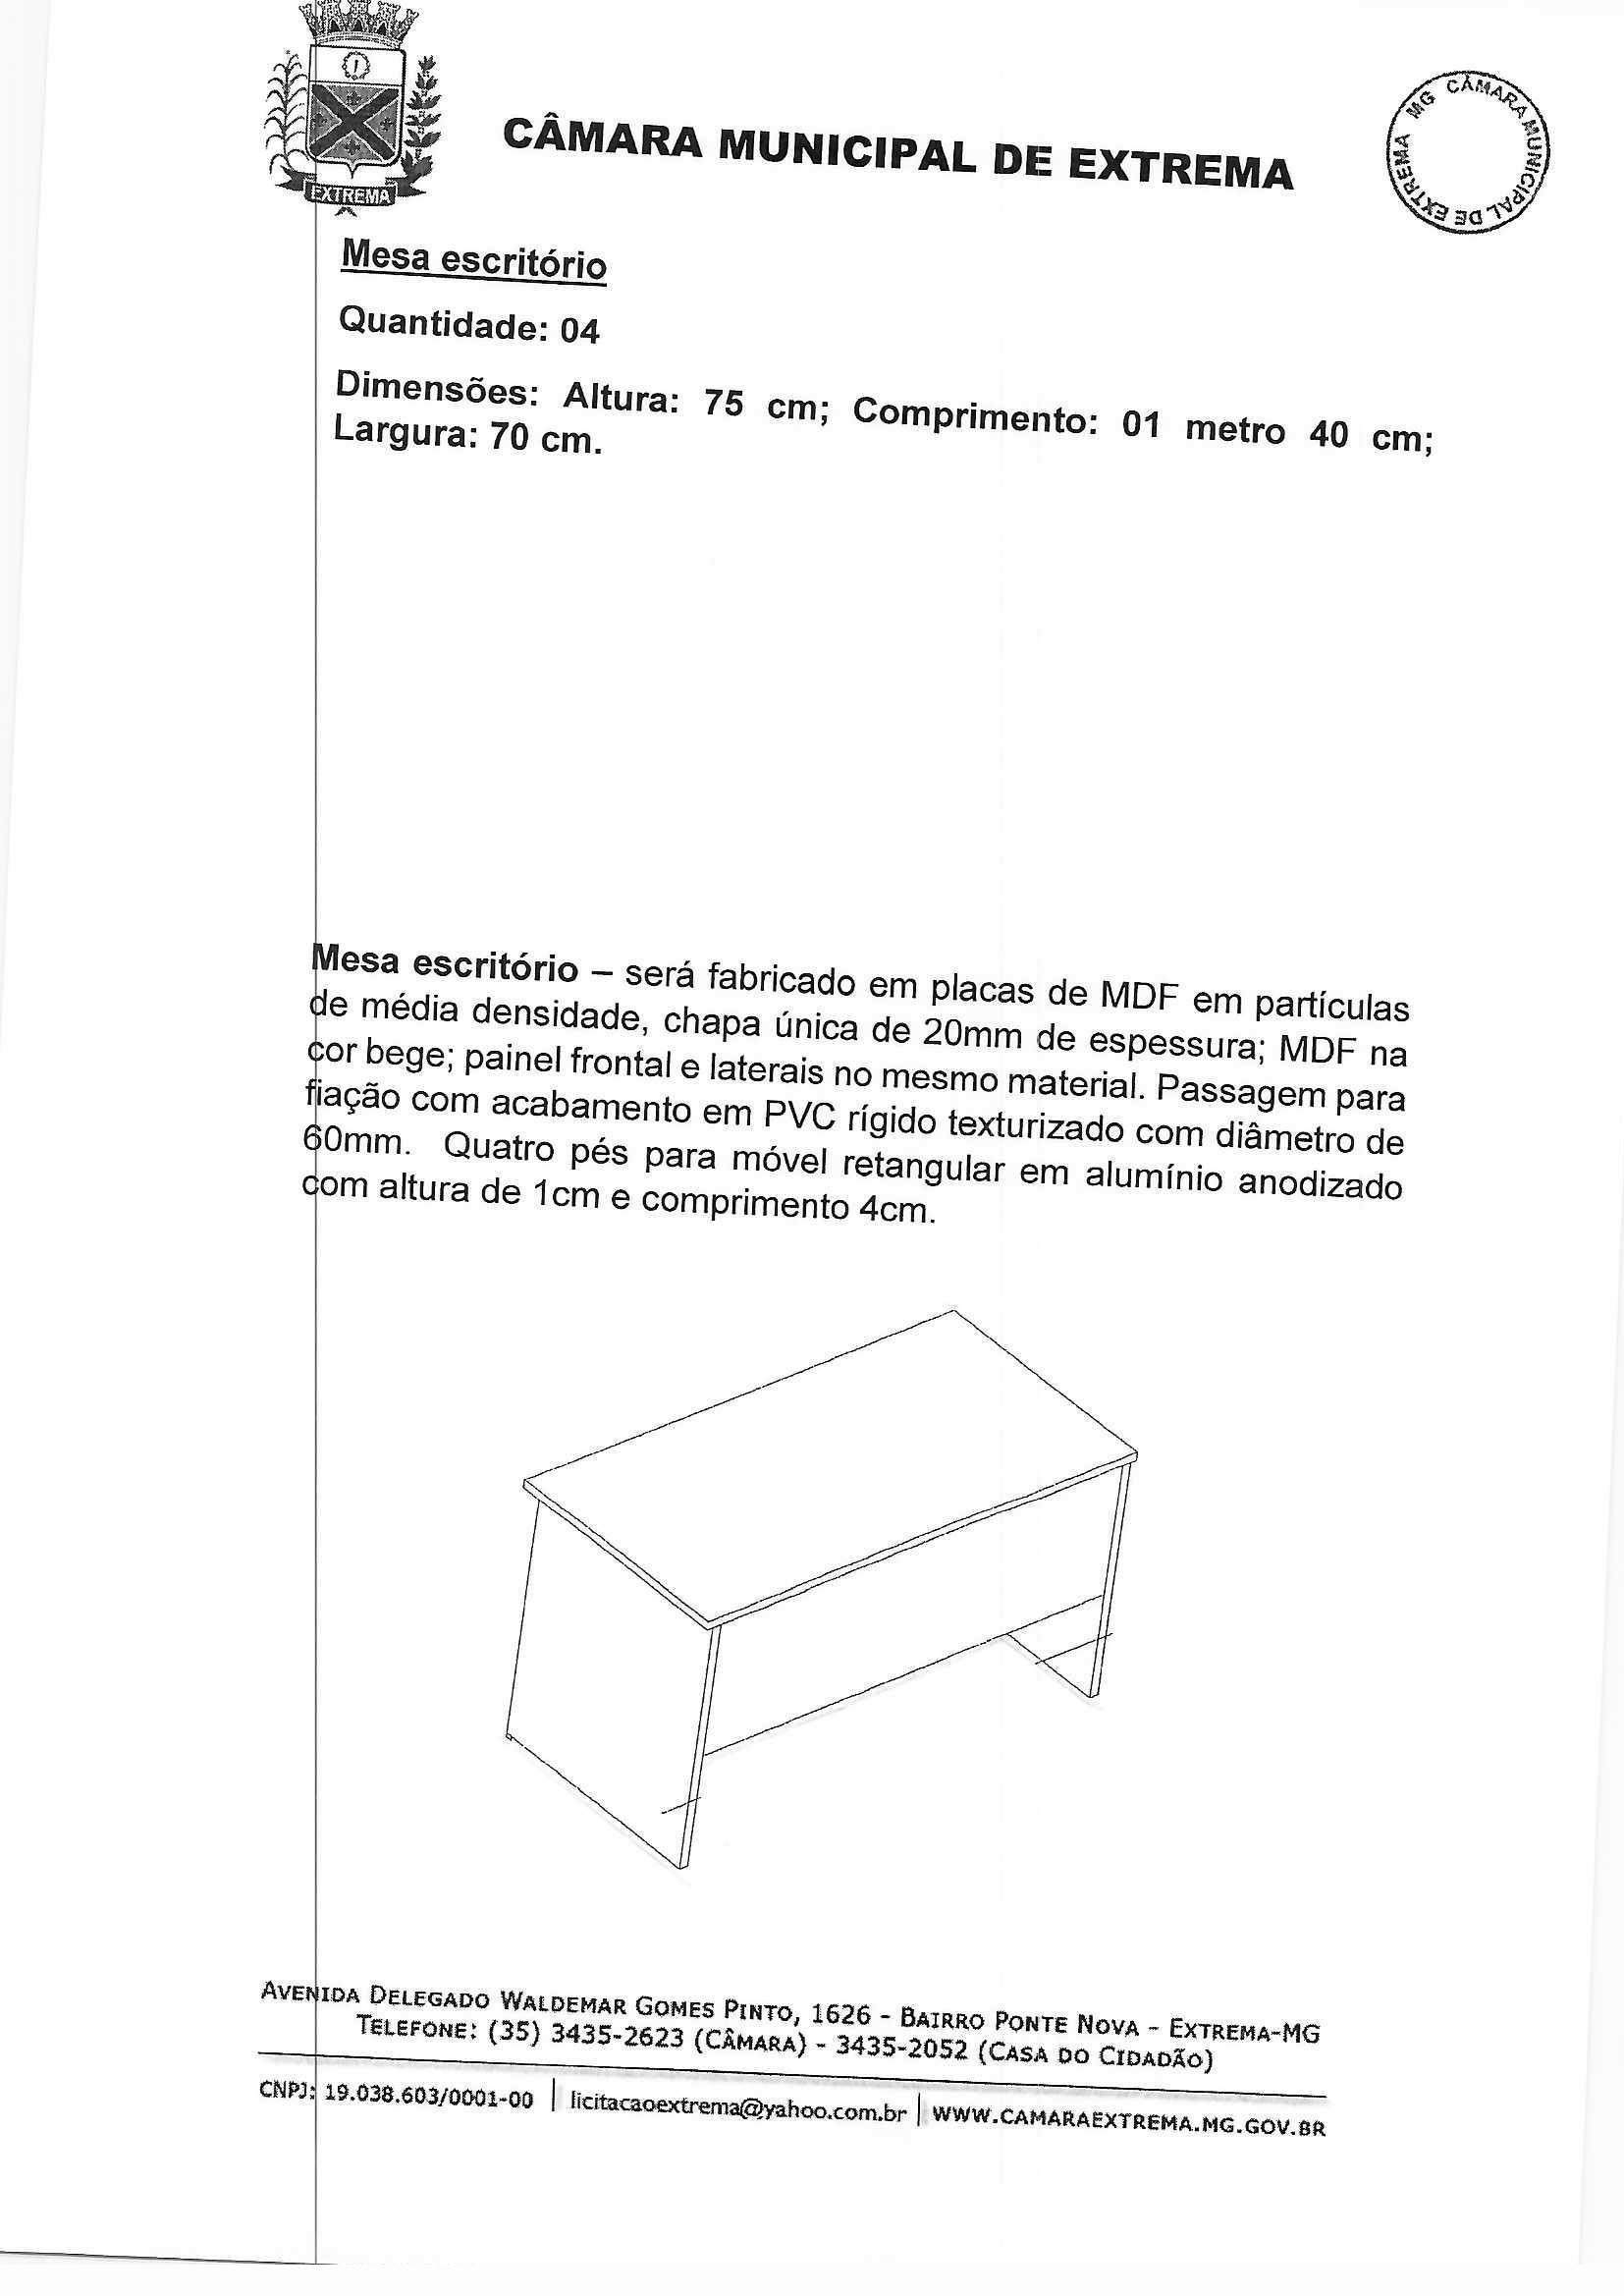 EXTREMA
CÂMARA MUNICIPAL DE EXTREMA
CÂMARA MUNICIPAL DE EXTREMA MG
Mesa escritório
Quantidade: 04
Dimensões: Altura: 75 cm; Comprimento: 01 metro 40 cm;
Largura: 70 cm.
Mesa escritório – será fabricado em placas de MDF em partículas
de média densidade, chapa única de 20mm de espessura; MDF na
cor bege; painel frontal e laterais no mesmo material. Passagem para
fiação com acabamento em PVC rígido texturizado com diâmetro de
60mm. Quatro pés para móvel retangular em alumínio anodizado
com altura de 1cm e comprimento 4cm.
AVENIDA DELEGADO WALDEMAR GOMES PINTO, 1626 - BAIRRO PONTE NOVA - EXTREMA-MG
TELEFONE: (35) 3435-2623 (CÂMARA) - 3435-2052 (CASA DO CIDADÃO)
CNPJ: 19.038.603/0001-00 | licitacaoextrema@yahoo.com.br | WWW.CAMARAEXTREMA.MG.GOV.BR